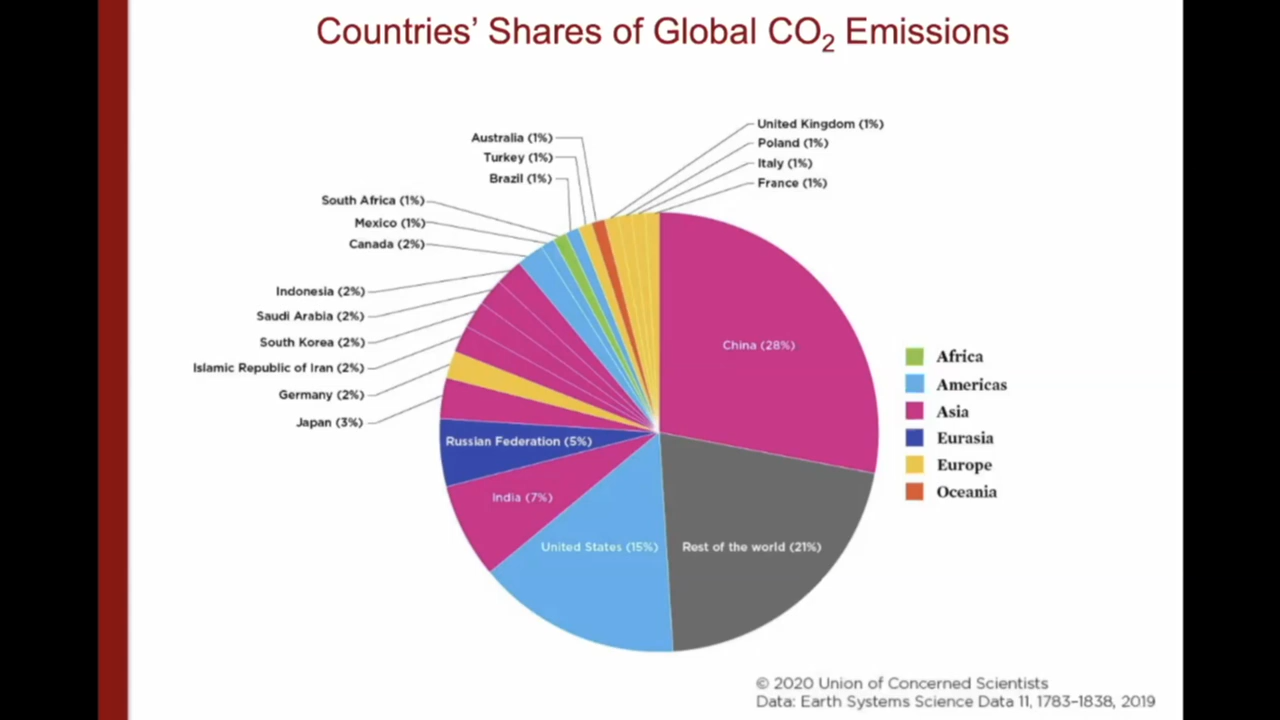 Countries’ Shares of Global CO₂ Emissions
United Kingdom (1%)
Poland (1%)
Italy (1%)
France (1%)
Australia (1%)
Turkey (1%)
Brazil (1%)
South Africa (1%)
Mexico (1%)
Canada (2%)
Indonesia (2%)
Saudi Arabia (2%)
South Korea (2%)
Islamic Republic of Iran (2%)
Germany (2%)
Japan (3%)
Russian Federation (5%)
India (7%)
United States (15%)
Rest of the world (21%)
China (28%)
Africa
Americas
Asia
Eurasia
Europe
Oceania
© 2020 Union of Concerned Scientists
Data: Earth Systems Science Data 11, 1783–1838, 2019